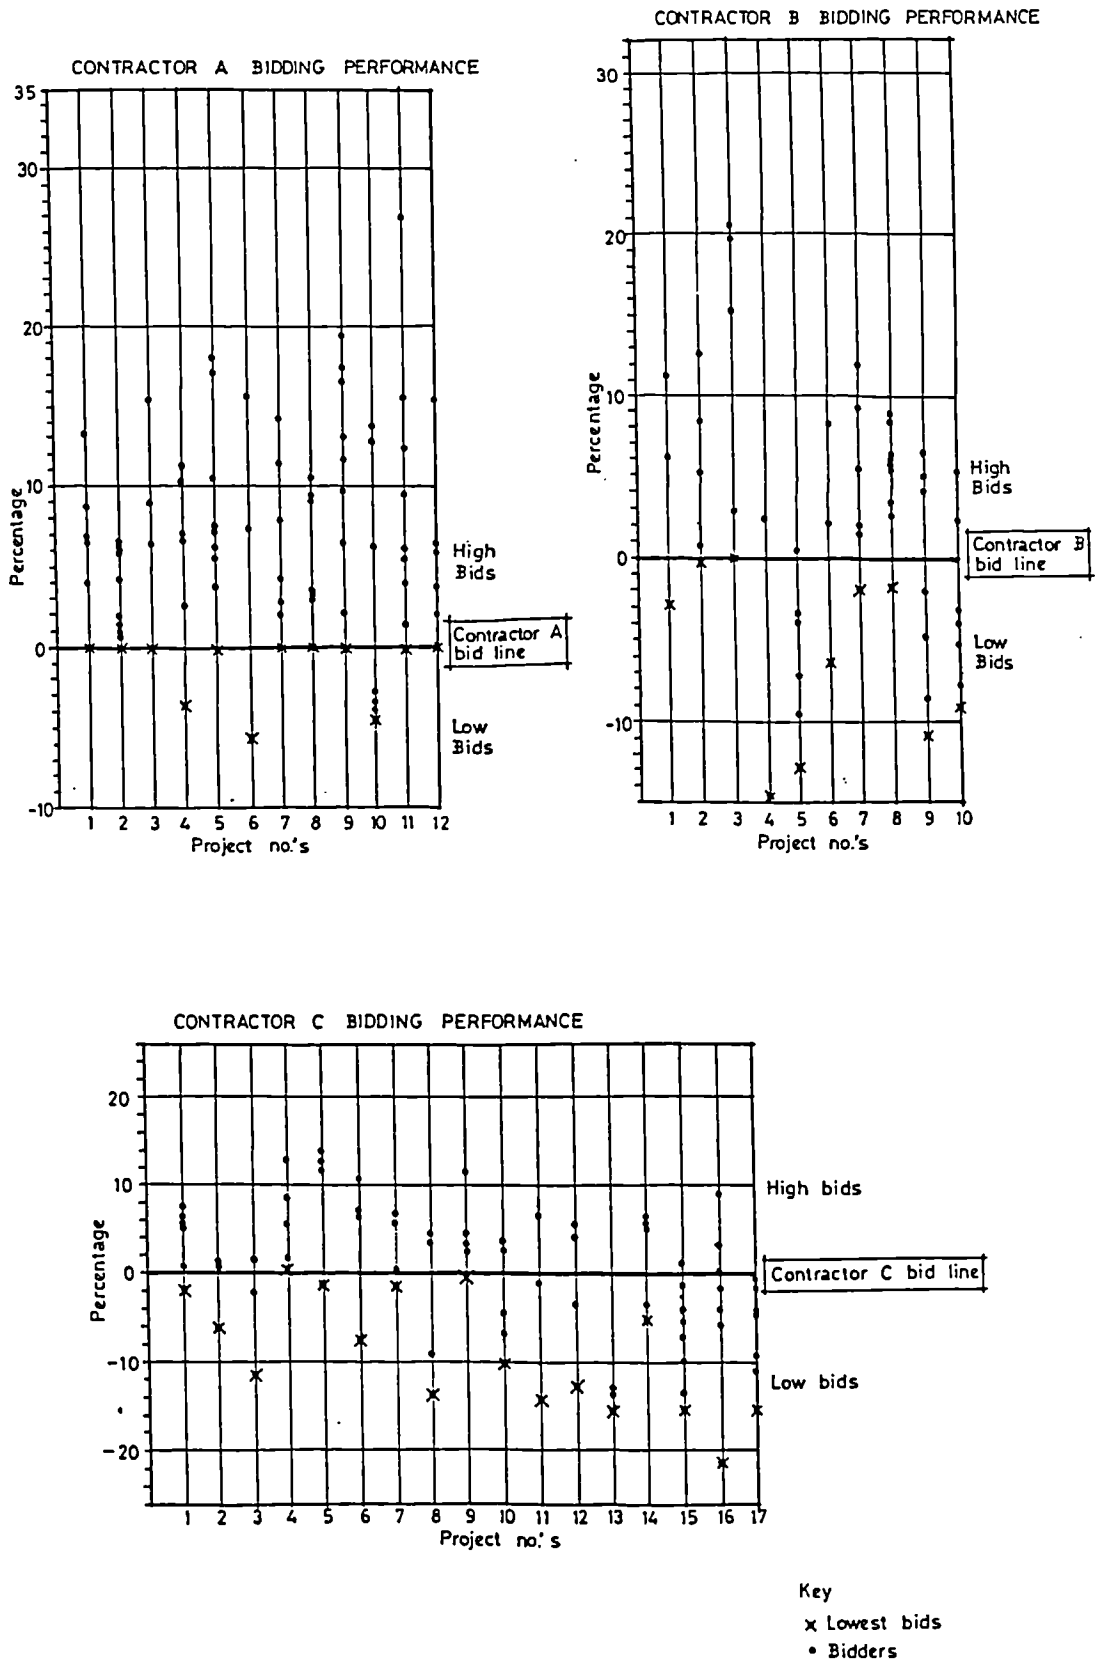 CONTRACTOR B BIDDING PERFORMANCE
CONTRACTOR A BIDDING PERFORMANCE
35
30
20
10
0
-10
Percentage
High
Bids
Contractor A
bid line
Low
Bids
1 2 3 4 5 6 7 8 9 10 11 12
Project no.'s
30
20
10
0
-10
Percentage
High
Bids
Contractor B
bid line
Low
Bids
1 2 3 4 5 6 7 8 9 10
Project no.'s
CONTRACTOR C BIDDING PERFORMANCE
20
10
0
-10
-20
Percentage
High bids
Contractor C bid line
Low bids
1 2 3 4 5 6 7 8 9 10 11 12 13 14 15 16 17
Project no.'s
Key
x Lowest bids
• Bidders